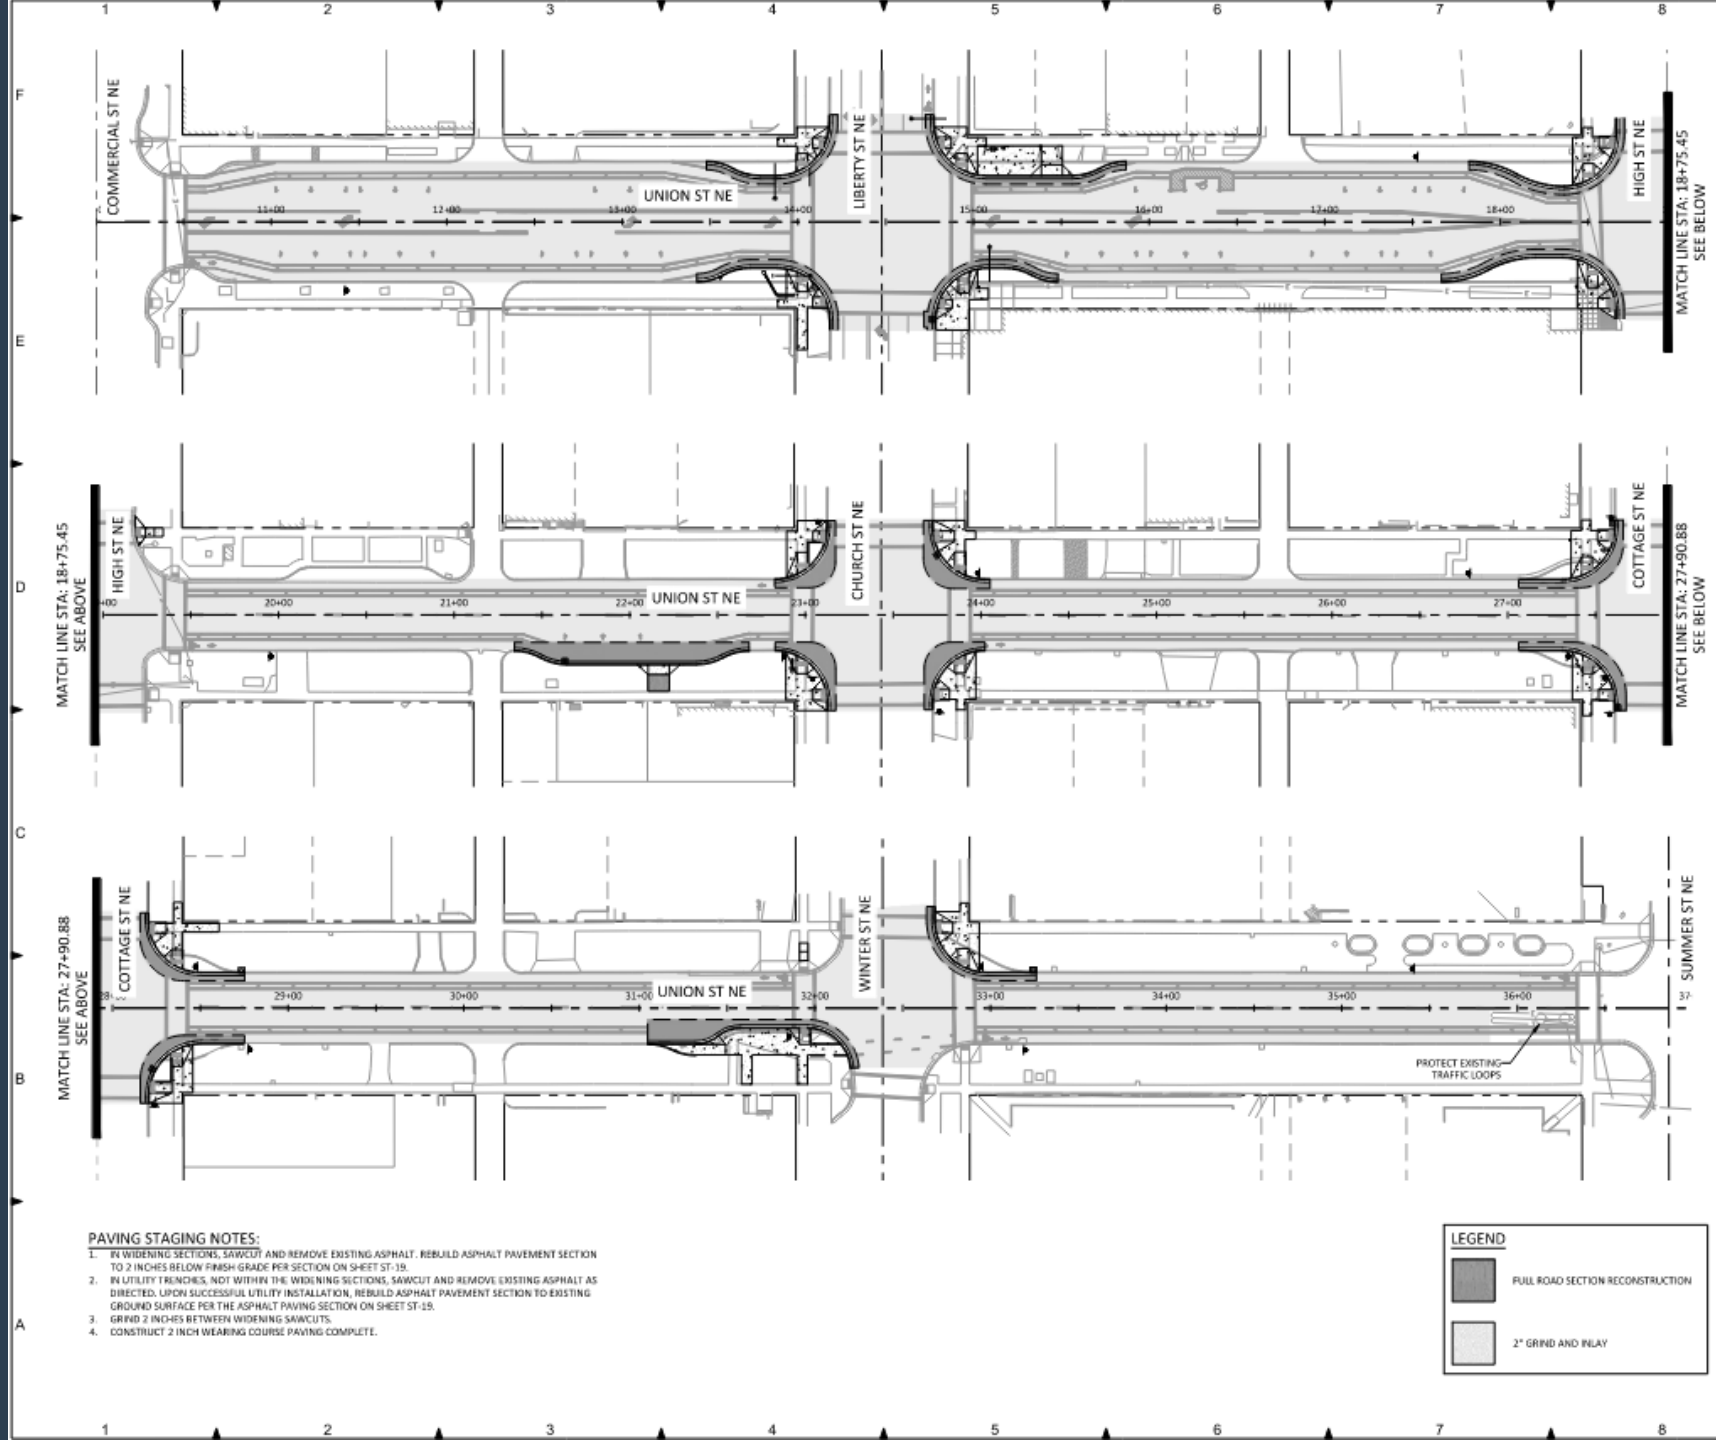 1 2 3 4 5 6 7 8
F
COMMERCIAL ST NE
UNION ST NE
LIBERTY ST NE
HIGH ST NE
MATCH LINE STA: 18+75.45
SEE BELOW
11+00 12+00 13+00 14+00 15+00 16+00 17+00 18+00
E
MATCH LINE STA: 18+75.45
SEE ABOVE
HIGH ST NE
UNION ST NE
CHURCH ST NE
COTTAGE ST NE
MATCH LINE STA: 27+90.88
SEE BELOW
D
+00 20+00 21+00 22+00 23+00 24+00 25+00 26+00 27+00
C
MATCH LINE STA: 27+90.88
SEE ABOVE
COTTAGE ST NE
UNION ST NE
WINTER ST NE
SUMMER ST NE
28+ 29+00 30+00 31+00 32+00 33+00 34+00 35+00 36+00 37-
PROTECT EXISTING
TRAFFIC LOOPS
B
PAVING STAGING NOTES:
1. IN WIDENING SECTIONS, SAWCUT AND REMOVE EXISTING ASPHALT. REBUILD ASPHALT PAVEMENT SECTION
TO 2 INCHES BELOW FINISH GRADE PER SECTION ON SHEET ST-19.
2. IN UTILITY TRENCHES, NOT WITHIN THE WIDENING SECTIONS, SAWCUT AND REMOVE EXISTING ASPHALT AS
DIRECTED. UPON SUCCESSFUL UTILITY INSTALLATION, REBUILD ASPHALT PAVEMENT SECTION TO EXISTING
GROUND SURFACE PER THE ASPHALT PAVING SECTION ON SHEET ST-19.
3. GRIND 2 INCHES BETWEEN WIDENING SAWCUTS.
4. CONSTRUCT 2 INCH WEARING COURSE PAVING COMPLETE.
A
LEGEND
FULL ROAD SECTION RECONSTRUCTION
2" GRIND AND INLAY
1 2 3 4 5 6 7 8